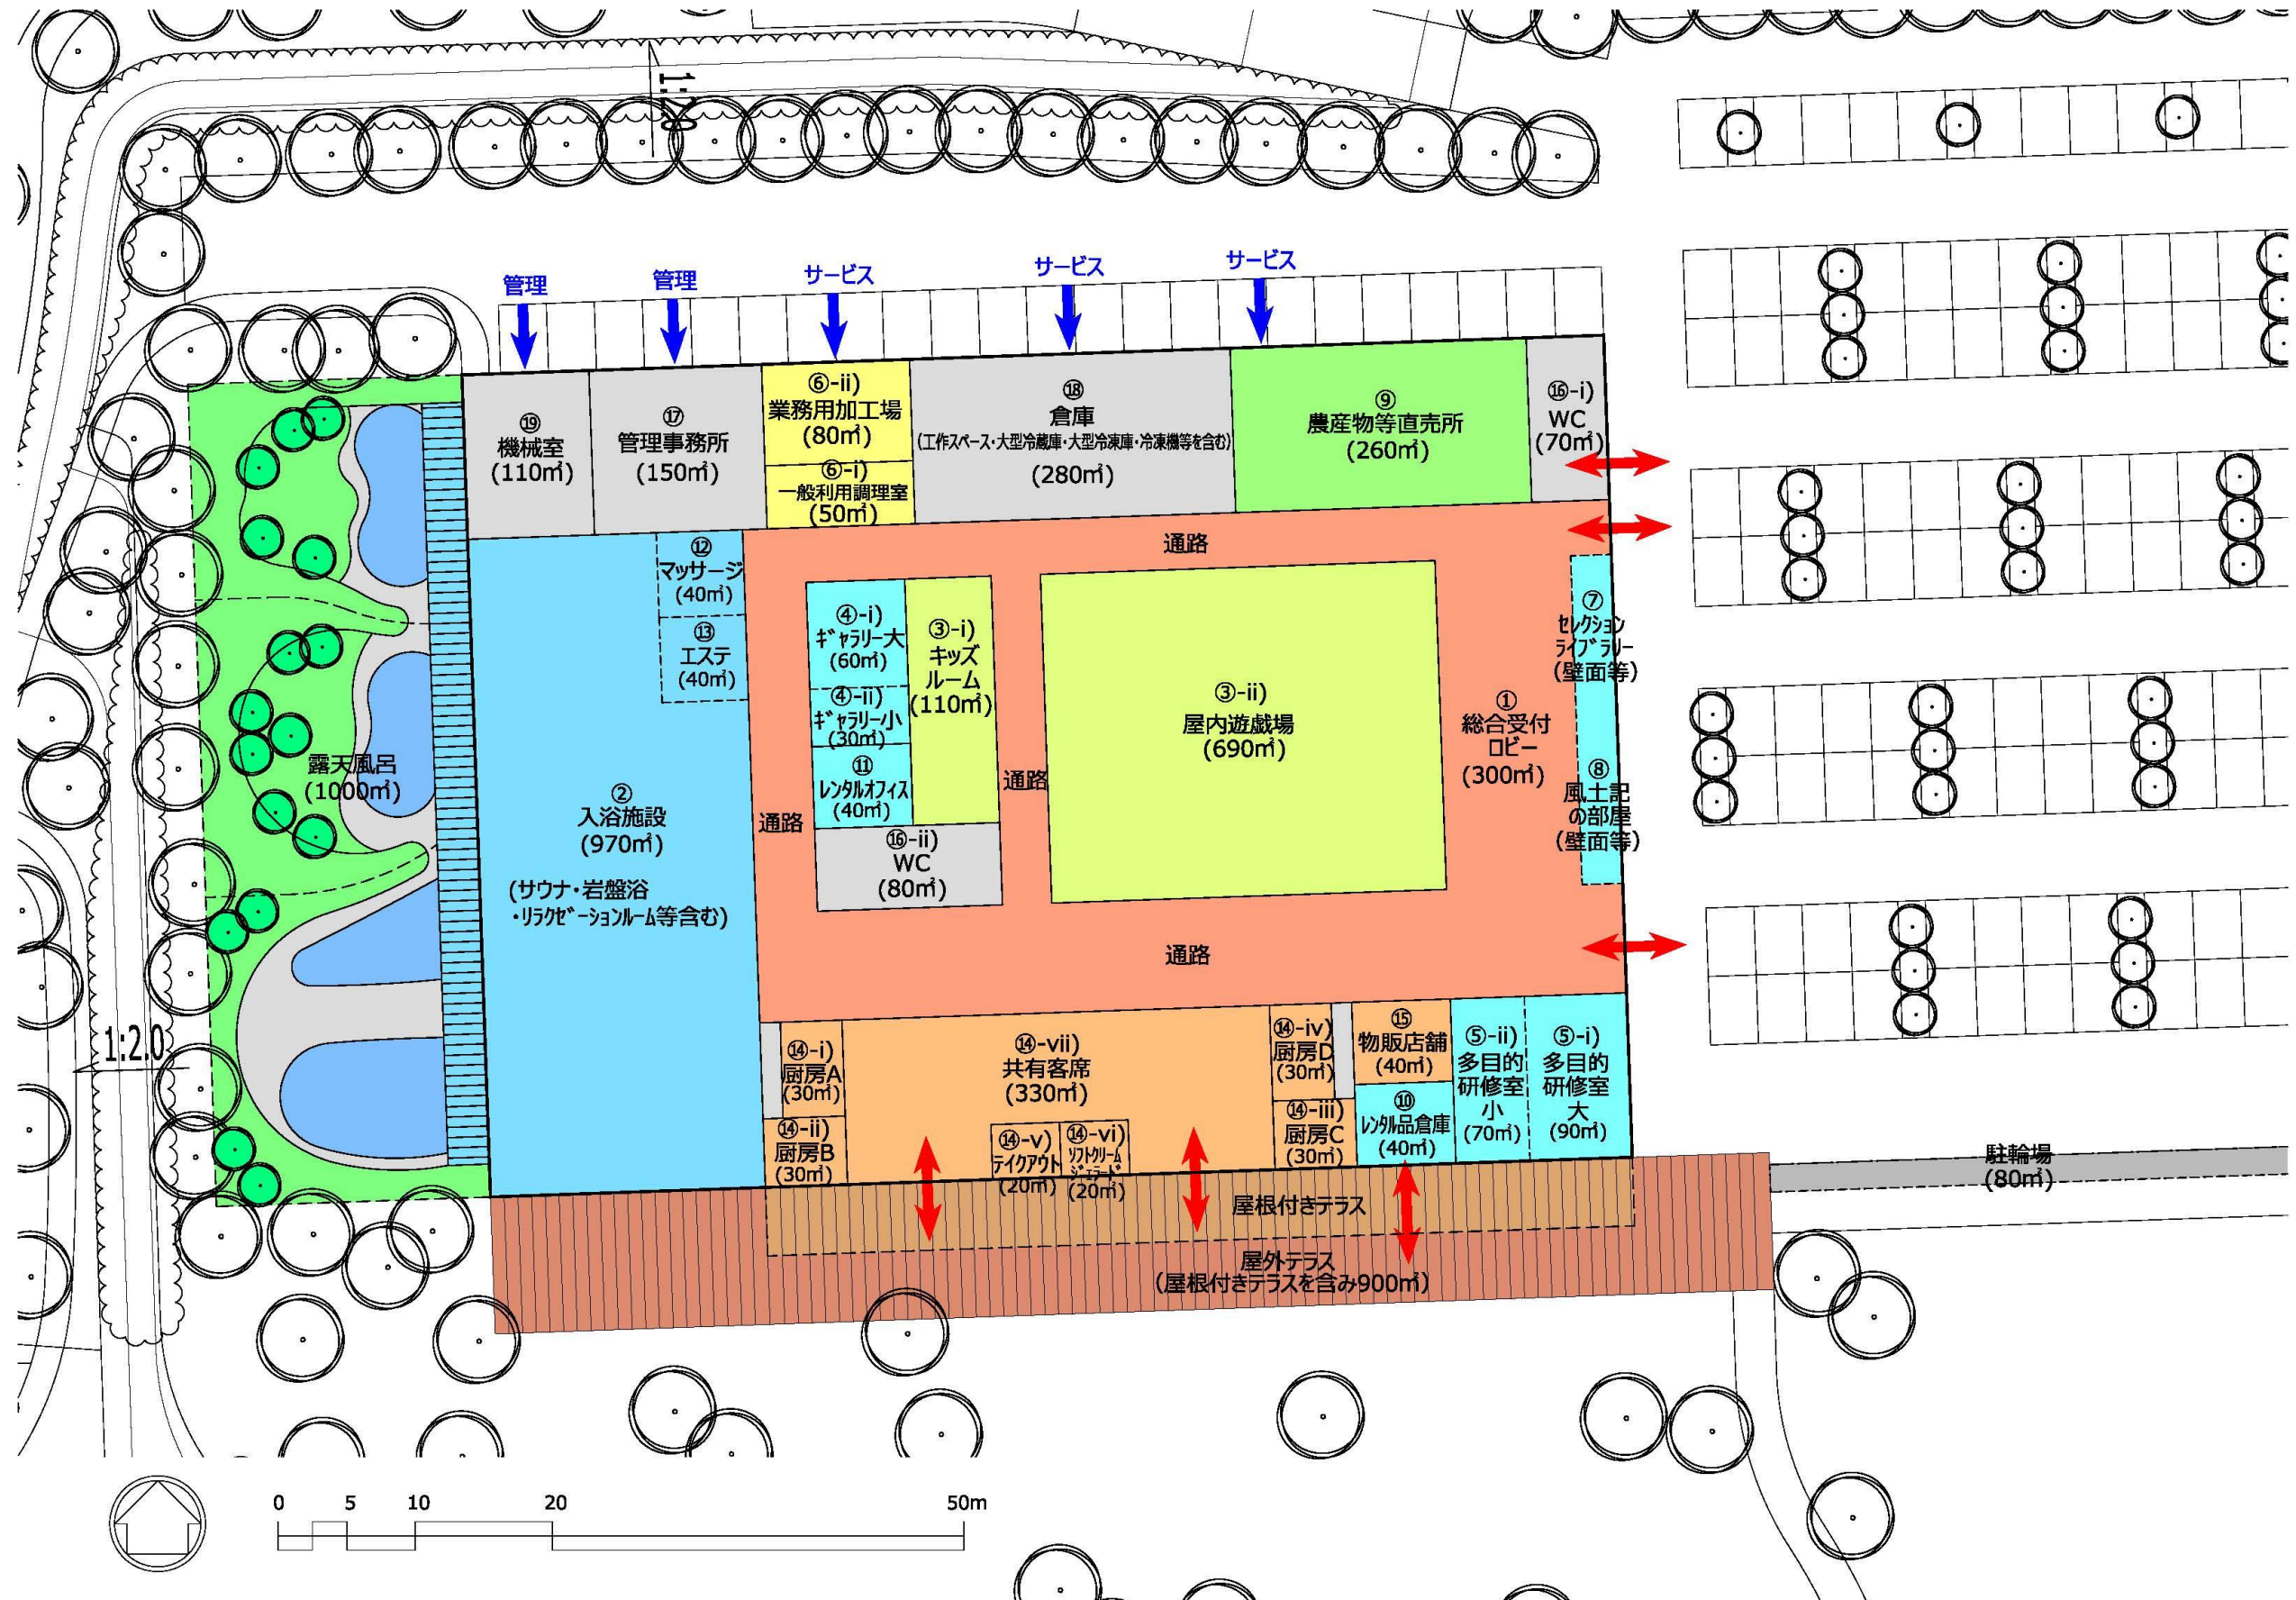 1:2.0
管理
管理
サービス
サービス
サービス
⑲
機械室
(110㎡)
⑰
管理事務所
(150㎡)
⑥-ii)
業務用加工場
(80㎡)
⑥-i)
一般利用調理室
(50㎡)
⑱
倉庫
(工作スペース・大型冷蔵庫・大型冷凍庫・冷凍機等を含む)
(280㎡)
⑨
農産物等直売所
(260㎡)
⑯-i)
WC
(70㎡)
通路
⑫
マッサージ
(40㎡)
⑬
エステ
(40㎡)
④-i)
ギャラリー大
(60㎡)
④-ii)
ギャラリー小
(30㎡)
⑪
レンタルオフィス
(40㎡)
③-i)
キッズ
ルーム
(110㎡)
⑯-ii)
WC
(80㎡)
③-ii)
屋内遊戯場
(690㎡)
①
総合受付
ロビー
(300㎡)
⑦
セレクション
ライブラリー
(壁面等)
⑧
風土記
の部屋
(壁面等)
露天風呂
(1000㎡)
②
入浴施設
(970㎡)
(サウナ・岩盤浴
・リラクゼーションルーム等含む)
通路
通路
通路
1:2.0
⑭-i)
厨房A
(30㎡)
⑭-ii)
厨房B
(30㎡)
⑭-vii)
共有客席
(330㎡)
⑭-v)
テイクアウト
(20㎡)
⑭-vi)
ソフトクリーム
ジェラート
(20㎡)
⑭-iv)
厨房D
(30㎡)
⑭-iii)
厨房C
(30㎡)
⑮
物販店舗
(40㎡)
⑩
レンタル品倉庫
(40㎡)
⑤-ii)
多目的
研修室
小
(70㎡)
⑤-i)
多目的
研修室
大
(90㎡)
駐輪場
(80㎡)
屋根付きテラス
屋外テラス
(屋根付きテラスを含み900㎡)
0 5 10 20 50m